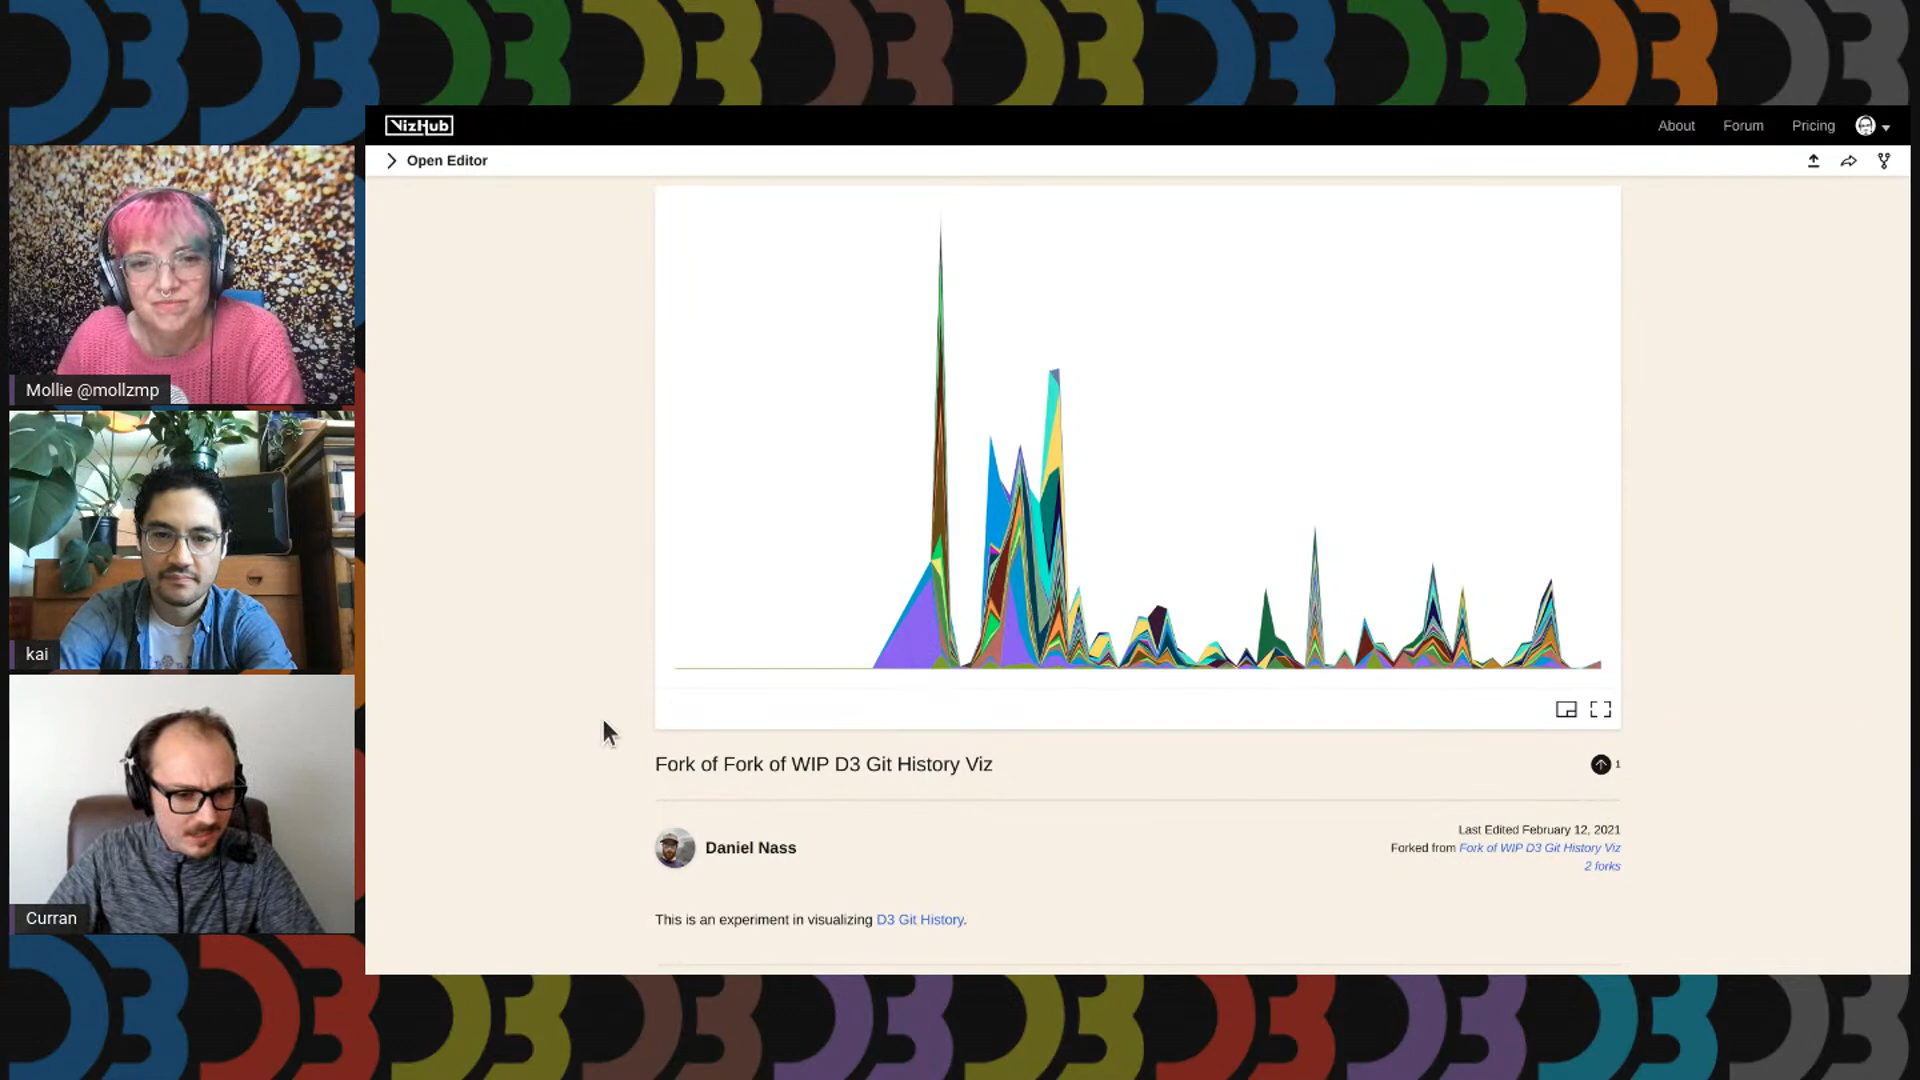 VizHub
About Forum Pricing
Open Editor
Mollie @mollzmp
kai
Curran
Fork of Fork of WIP D3 Git History Viz
1
Daniel Nass
Last Edited February 12, 2021
Forked from Fork of WIP D3 Git History Viz
2 forks
This is an experiment in visualizing D3 Git History.